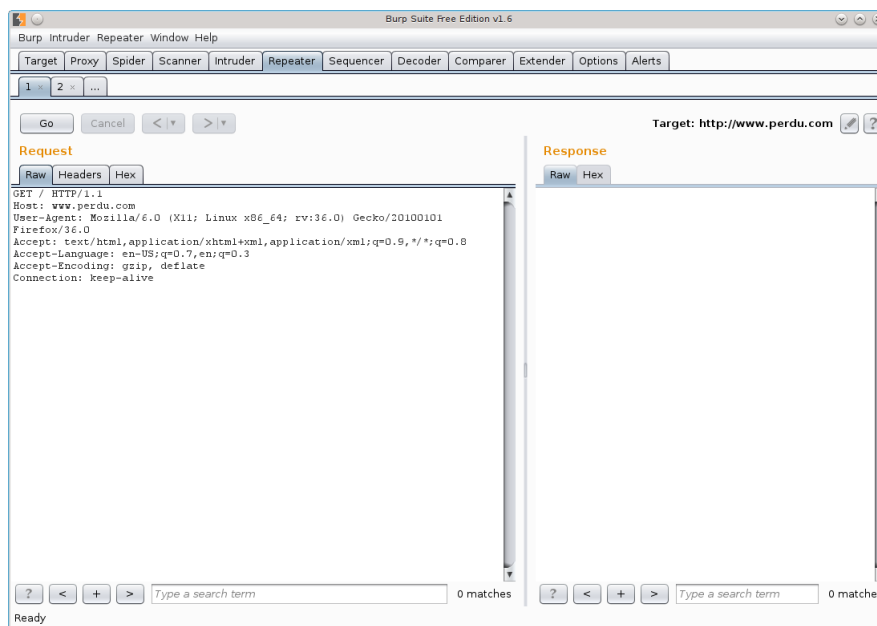 Burp Suite Free Edition v1.6
Burp Intruder Repeater Window Help
Target Proxy Spider Scanner Intruder Repeater Sequencer Decoder Comparer Extender Options Alerts
1 × 2 × ...
Go Cancel < > Target: http://www.perdu.com ?
Request Response
Raw Headers Hex Raw Hex
GET / HTTP/1.1
Host: www.perdu.com
User-Agent: Mozilla/6.0 (X11; Linux x86_64; rv:36.0) Gecko/20100101
Firefox/36.0
Accept: text/html,application/xhtml+xml,application/xml;q=0.9,*/*;q=0.8
Accept-Language: en-US;q=0.7,en;q=0.3
Accept-Encoding: gzip, deflate
Connection: keep-alive
? < + > Type a search term 0 matches ? < + > Type a search term 0 matche
Ready